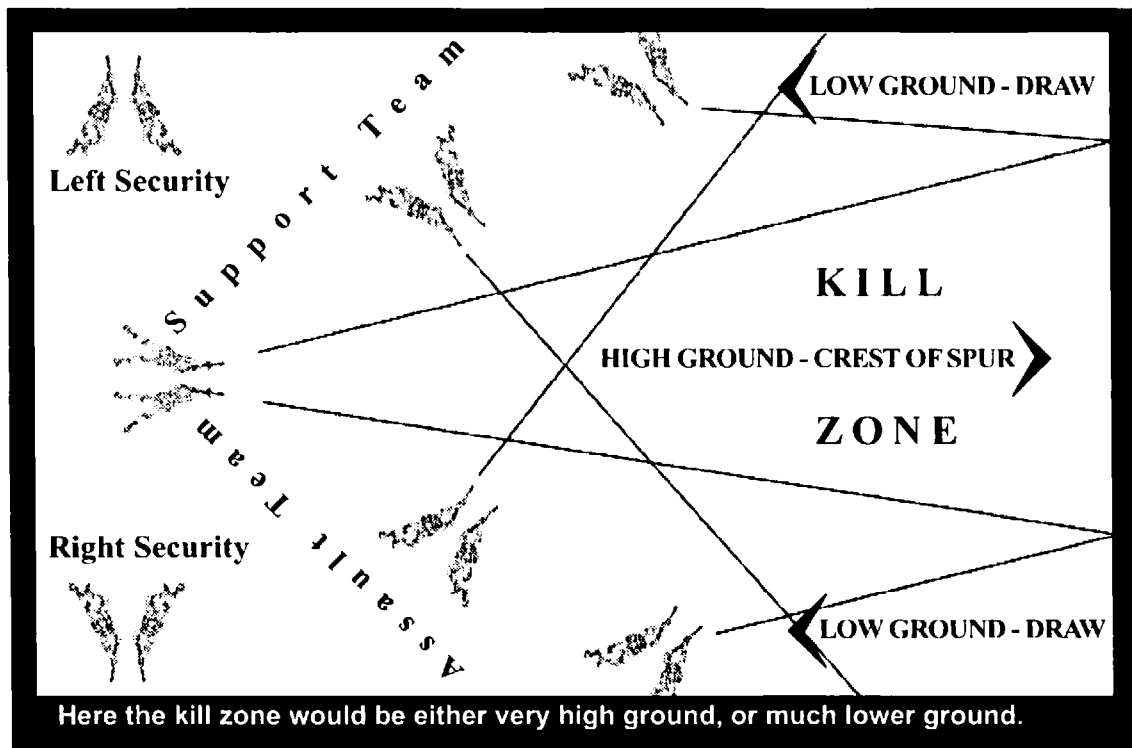 Support Team
LOW GROUND - DRAW
Left Security
KILL
HIGH GROUND - CREST OF SPUR
ZONE
Right Security
Assault Team
LOW GROUND - DRAW
Here the kill zone would be either very high ground, or much lower ground.